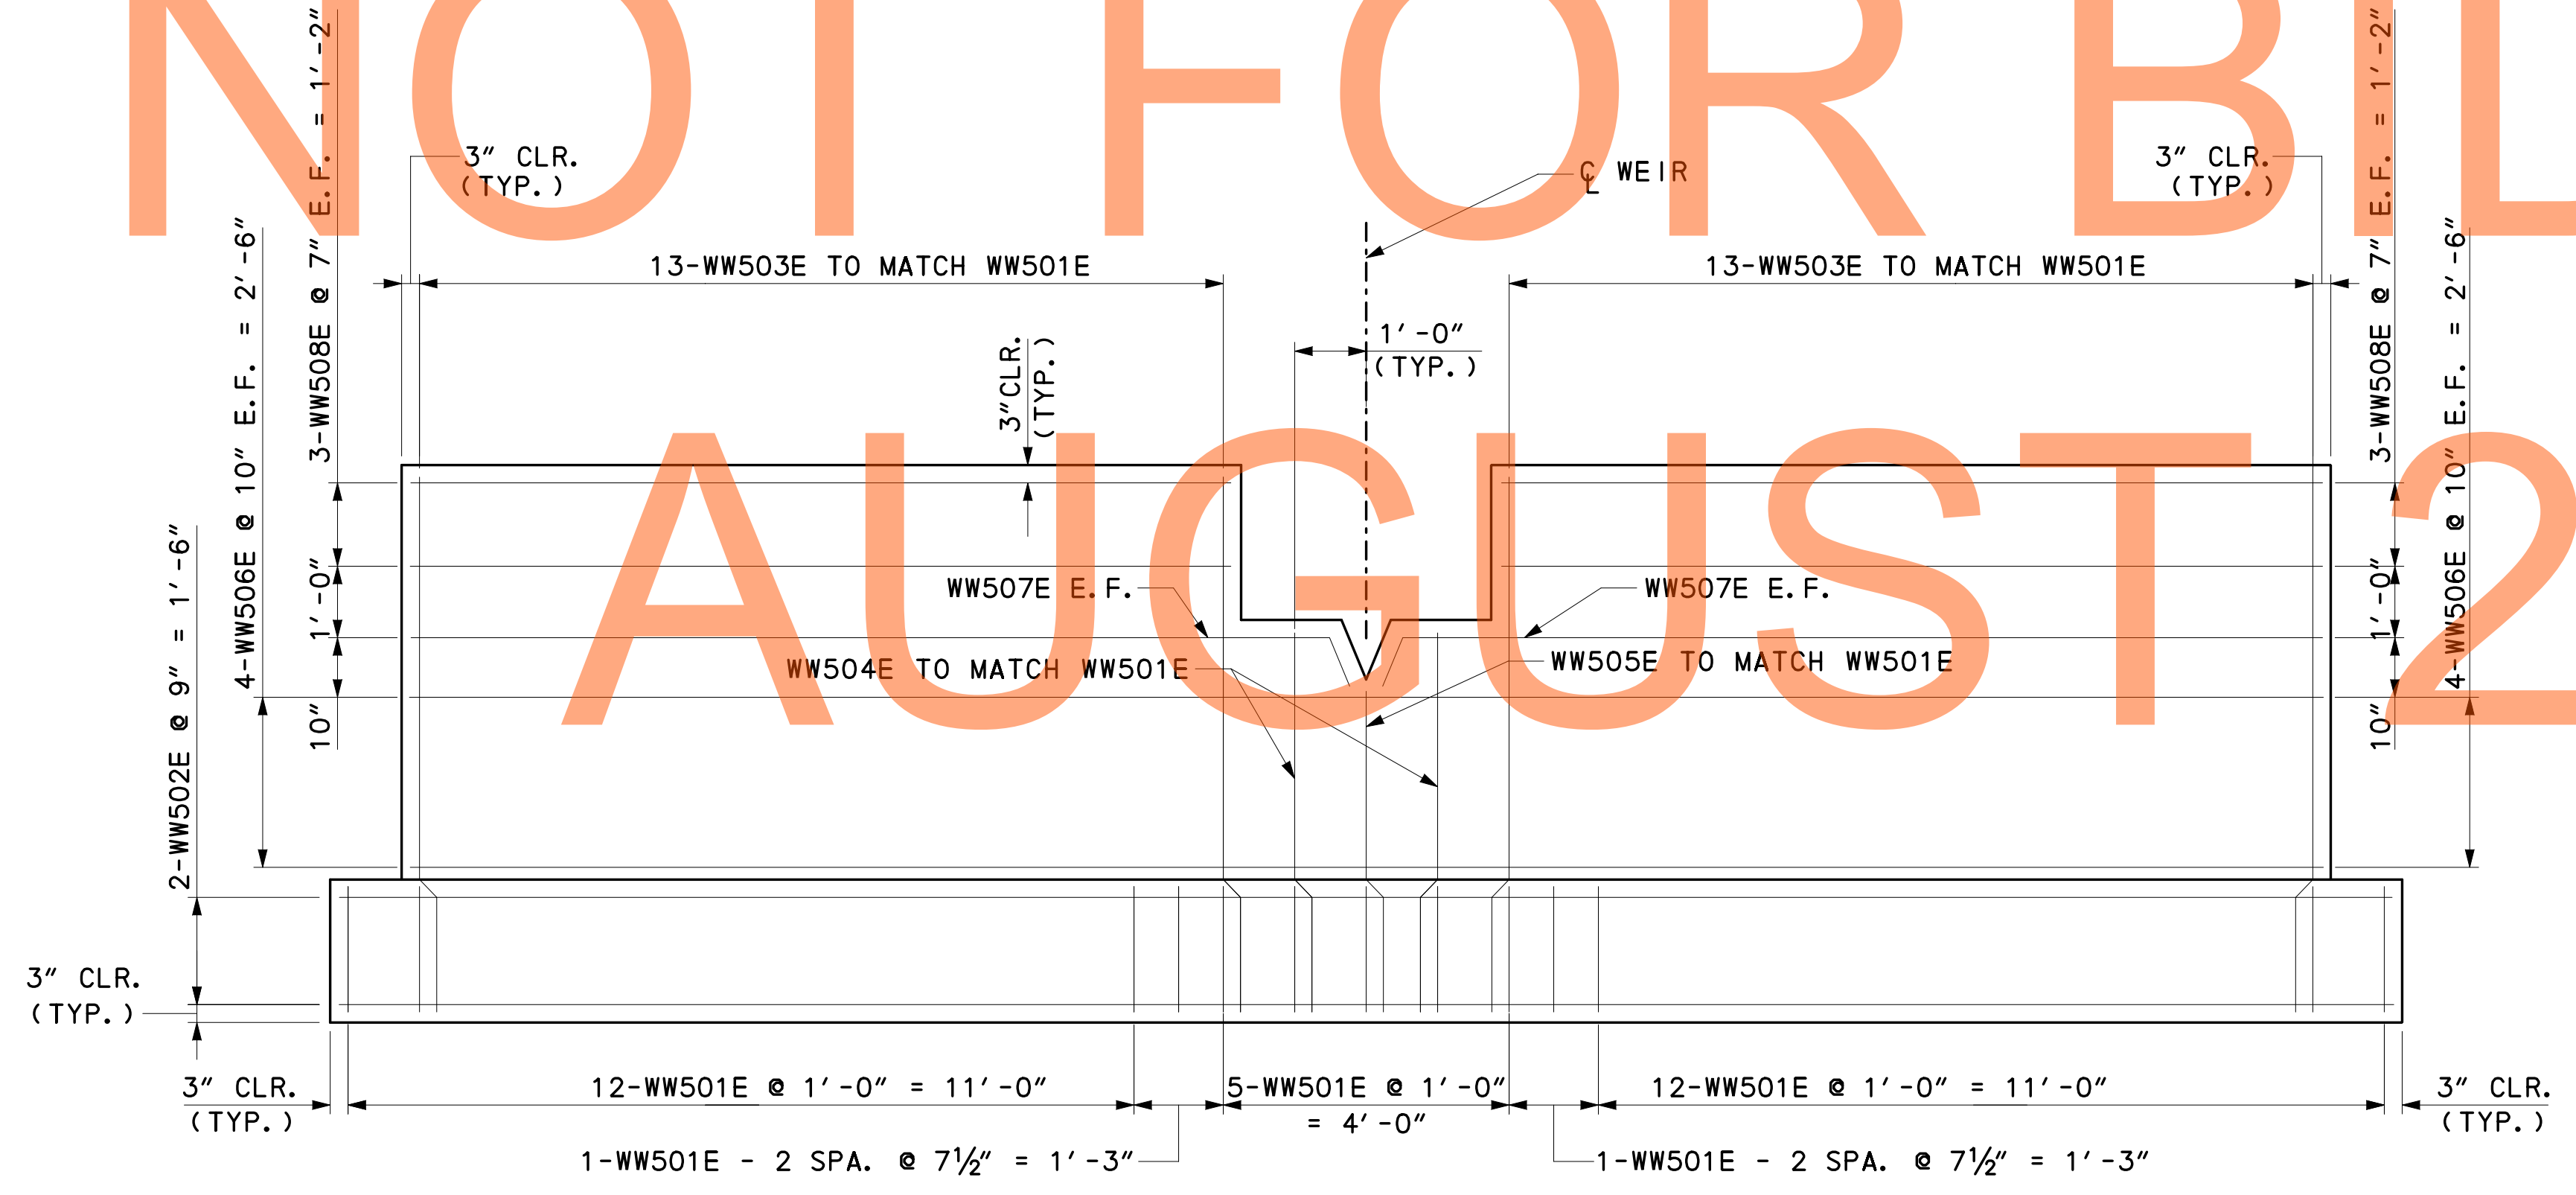 NOT FOR BI
3-WW508E @ 7" E.F. = 1'-2"
3-WW508E @ 7" E.F. = 1'-2"
3" CLR.
(TYP.)
℄ WEIR
3" CLR.
(TYP.)
4-WW506E @ 10" E.F. = 2'-6"
13-WW503E TO MATCH WW501E
13-WW503E TO MATCH WW501E
4-WW506E @ 10" E.F. = 2'-6"
3"CLR.
(TYP.)
1'-0"
(TYP.)
AUGUST 2
2-WW502E @ 9" = 1'-6"
1'-0"
WW507E E.F.
WW507E E.F.
1'-0"
WW504E TO MATCH WW501E
WW505E TO MATCH WW501E
10"
10"
3" CLR.
(TYP.)
3" CLR.
(TYP.)
12-WW501E @ 1'-0" = 11'-0"
5-WW501E @ 1'-0"
= 4'-0"
12-WW501E @ 1'-0" = 11'-0"
3" CLR.
(TYP.)
1-WW501E - 2 SPA. @ 7½" = 1'-3"
1-WW501E - 2 SPA. @ 7½" = 1'-3"